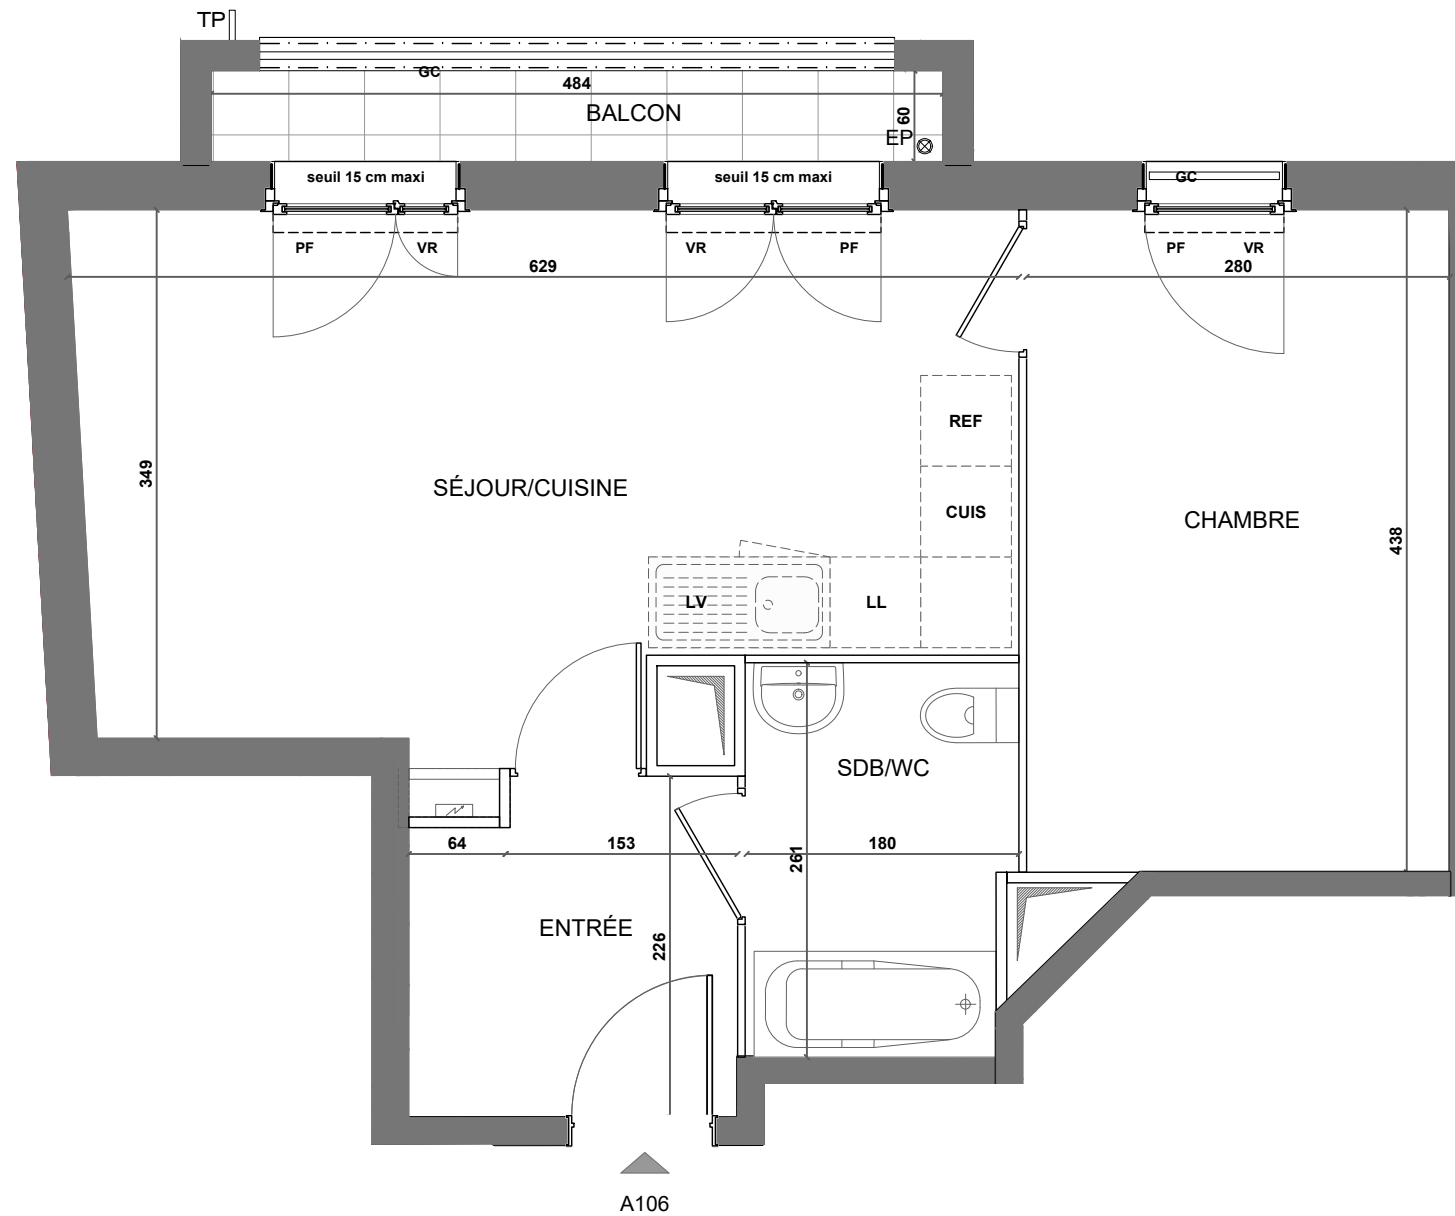 TP
GC
484
BALCON
60
EP
seuil 15 cm maxi
seuil 15 cm maxi
GC
PF
VR
VR
PF
PF
VR
629
280
349
REF
SÉJOUR/CUISINE
CUIS
CHAMBRE
438
LV
LL
SDB/WC
64
153
261
180
ENTRÉE
226
A106